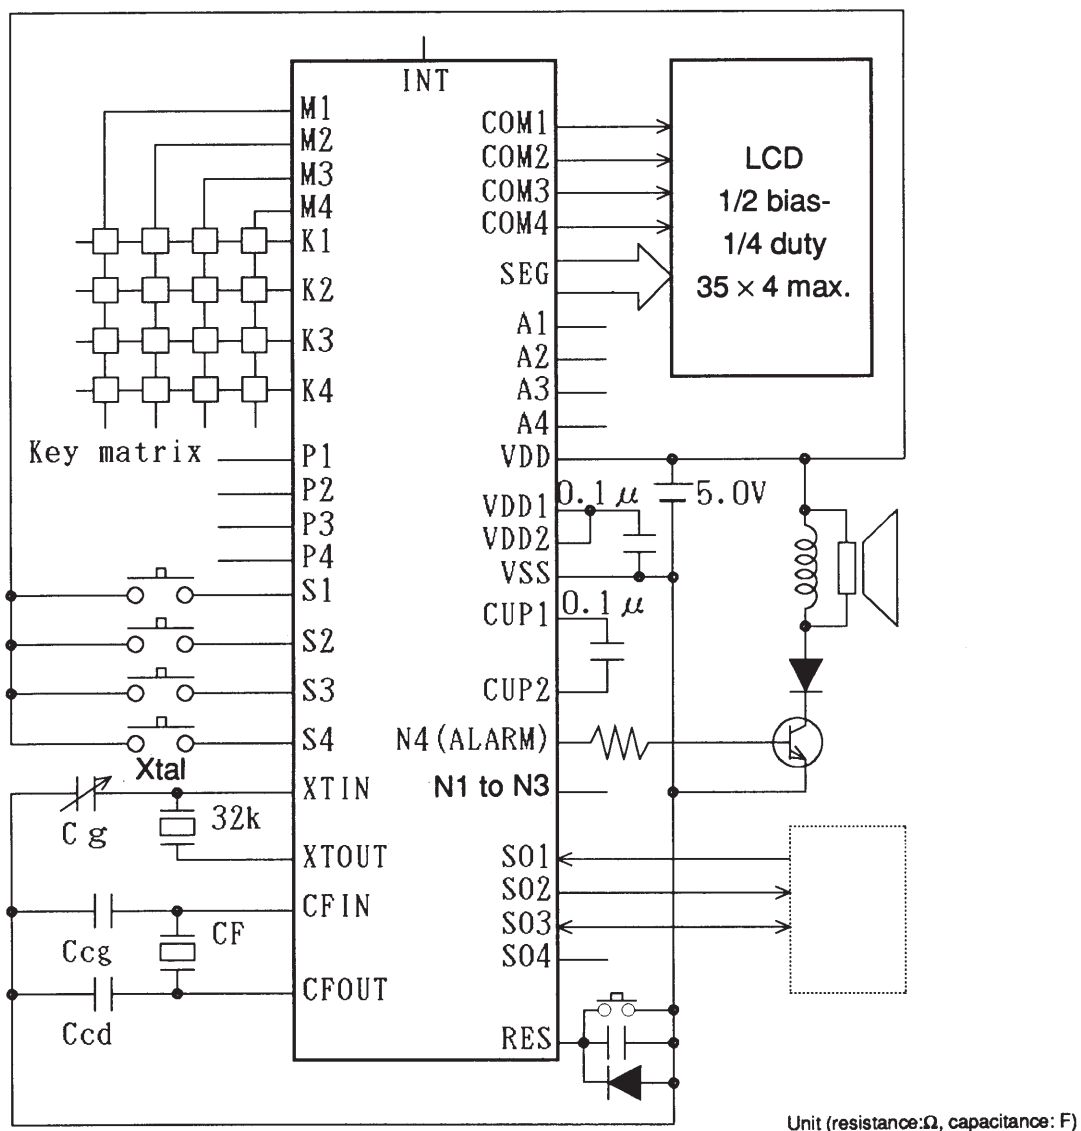 INT
M1
M2
M3
M4
K1
K2
K3
K4
Key matrix
P1
P2
P3
P4
S1
S2
S3
S4
Xtal
XTIN
Cg
32k
XTOUT
CFIN
Ccg
CF
CFOUT
Ccd
COM1
COM2
COM3
COM4
SEG
A1
A2
A3
A4
VDD
VDD1
VDD2
VSS
CUP1
CUP2
N4(ALARM)
N1 to N3
SO1
SO2
SO3
SO4
RES
LCD
1/2 bias-
1/4 duty
35 × 4 max.
0.1μ
5.0V
0.1μ
Unit (resistance:Ω, capacitance: F)